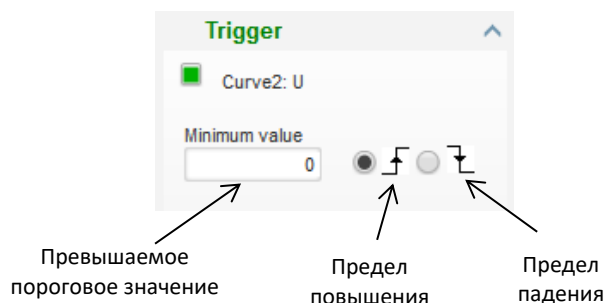 Trigger
Curve2: U
Minimum value
0
Превышаемое
пороговое значение
Предел
повышения
Предел
падения